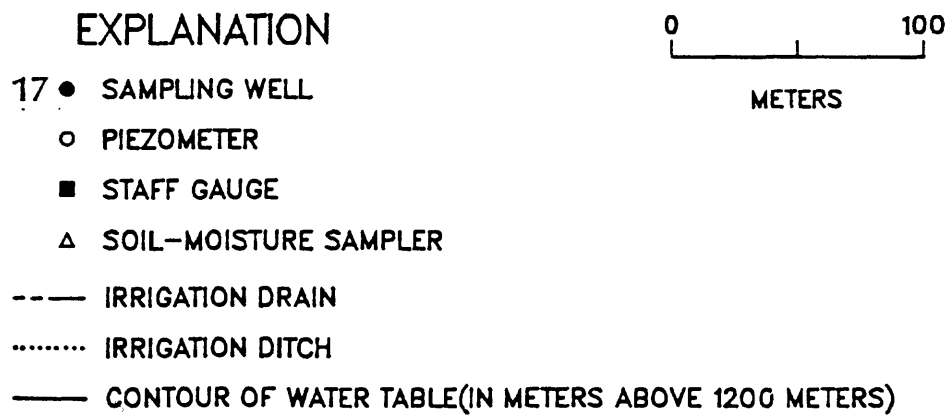 EXPLANATION
0 100
METERS
17 SAMPLING WELL
PIEZOMETER
STAFF GAUGE
SOIL-MOISTURE SAMPLER
IRRIGATION DRAIN
IRRIGATION DITCH
CONTOUR OF WATER TABLE(IN METERS ABOVE 1200 METERS)